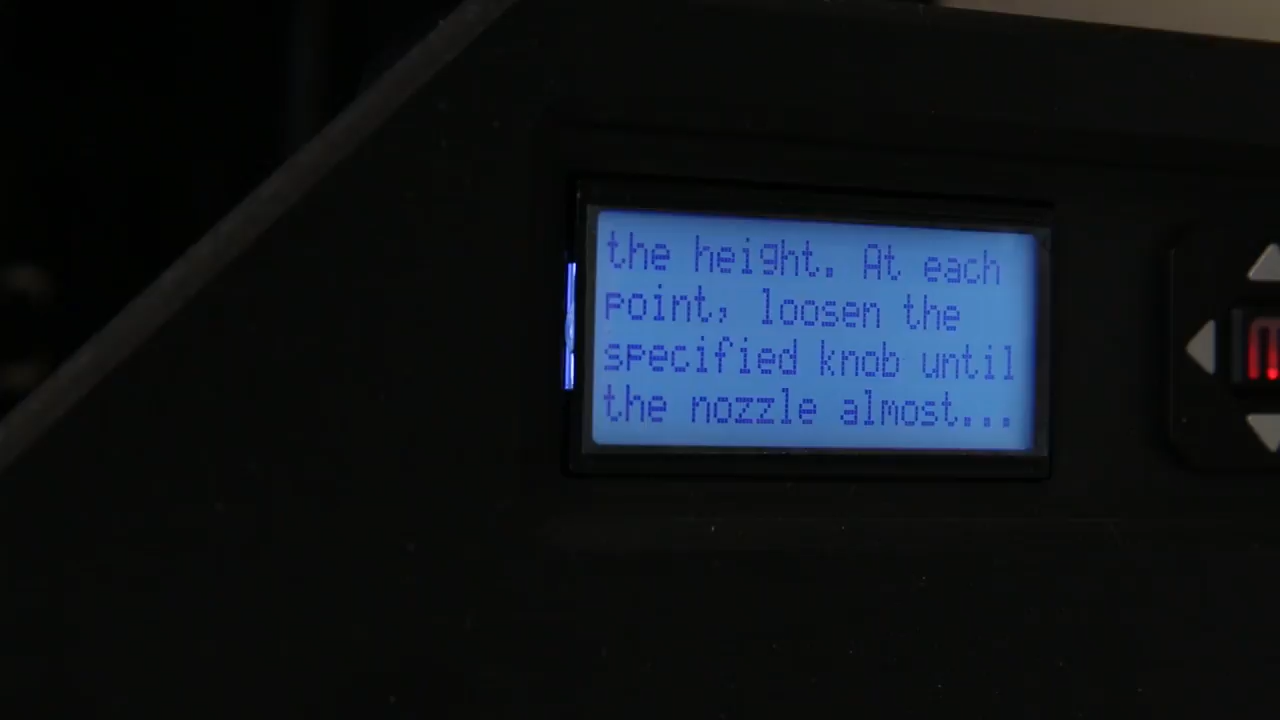 the height. At each
point, loosen the
specified knob until
the nozzle almost...